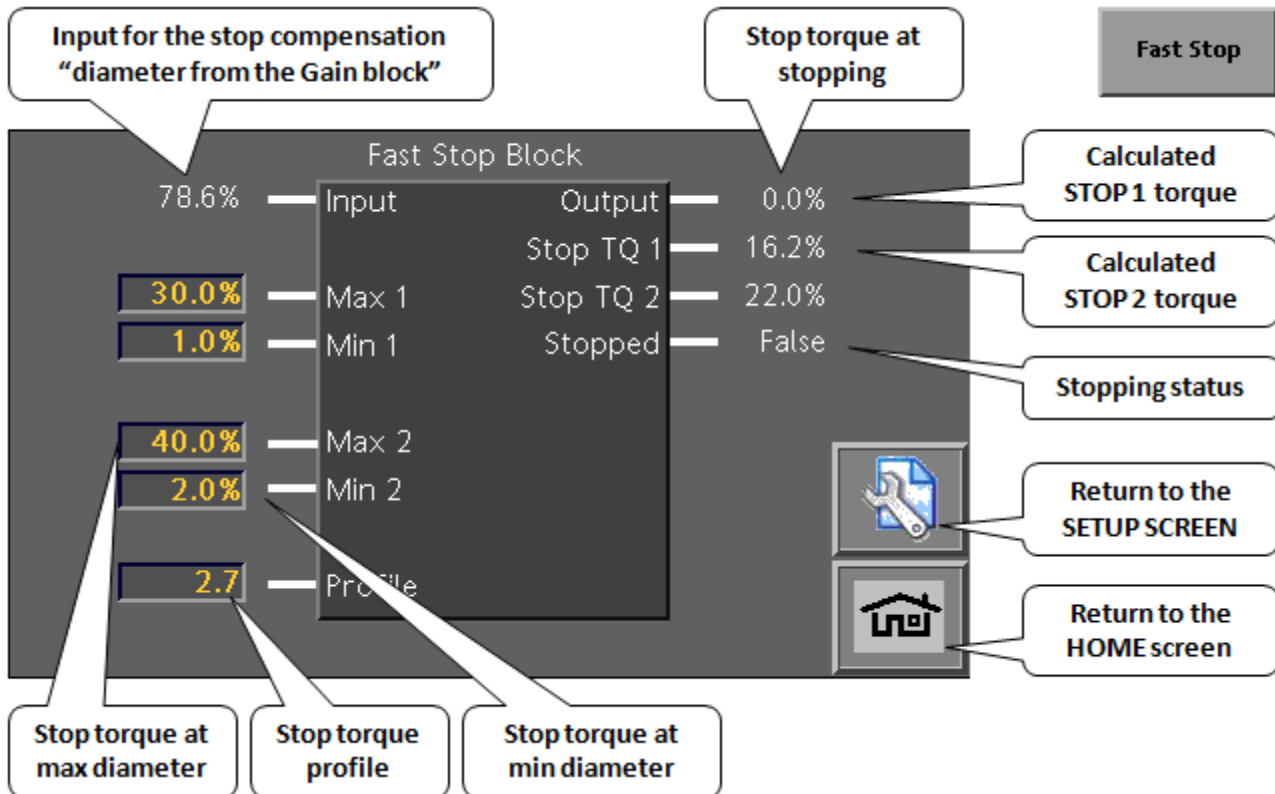 Input for the stop compensation
“diameter from the Gain block”
Stop torque at
stopping
Fast Stop
Fast Stop Block
78.6% Input Output 0.0%
Stop TQ 1 16.2%
30.0% Max 1 Stop TQ 2 22.0%
1.0% Min 1 Stopped False
40.0% Max 2
2.0% Min 2
2.7 Profile
Calculated
STOP 1 torque
Calculated
STOP 2 torque
Stopping status
Return to the
SETUP SCREEN
Return to the
HOME screen
Stop torque at
max diameter
Stop torque
profile
Stop torque at
min diameter